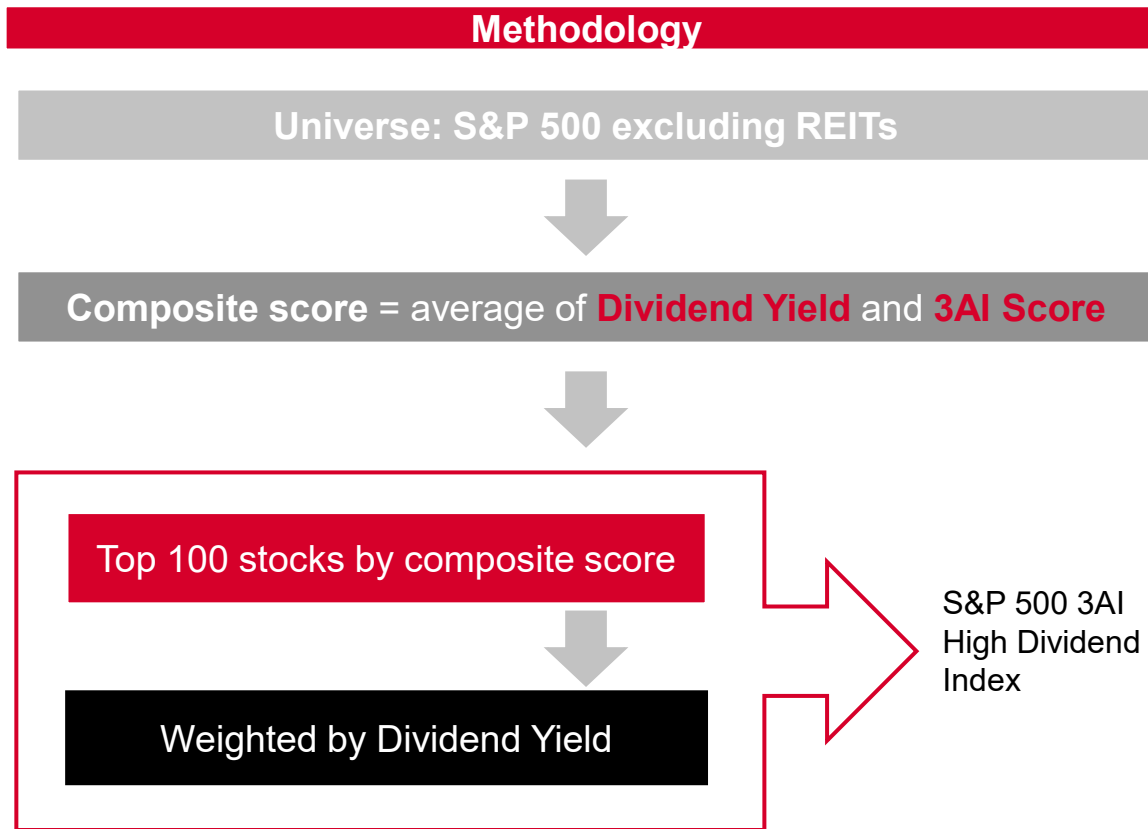 Methodology
Universe: S&P 500 excluding REITs
Composite score = average of Dividend Yield and 3AI Score
Top 100 stocks by composite score
Weighted by Dividend Yield
S&P 500 3AI
High Dividend
Index